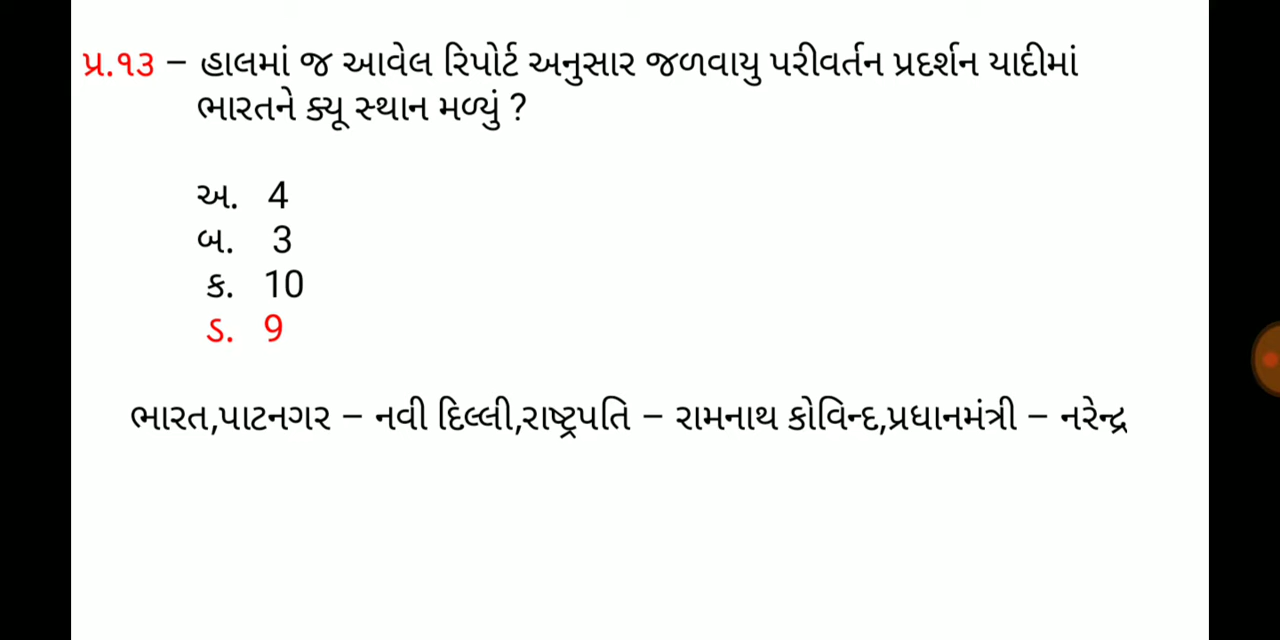 પ્ર.૧૩ – હાલમાં જ આવેલ રિપોર્ટ અનુસાર જળવાયુ પરીવર્તન પ્રદર્શન યાદીમાં
ભારતને ક્યૂ સ્થાન મળ્યું ?
અ. 4
બ. 3
ક. 10
ડ. 9
ભારત,પાટનગર – નવી દિલ્લી,રાષ્ટ્રપતિ – રામનાથ કોવિન્દ,પ્રધાનમંત્રી – નરેન્દ્ર